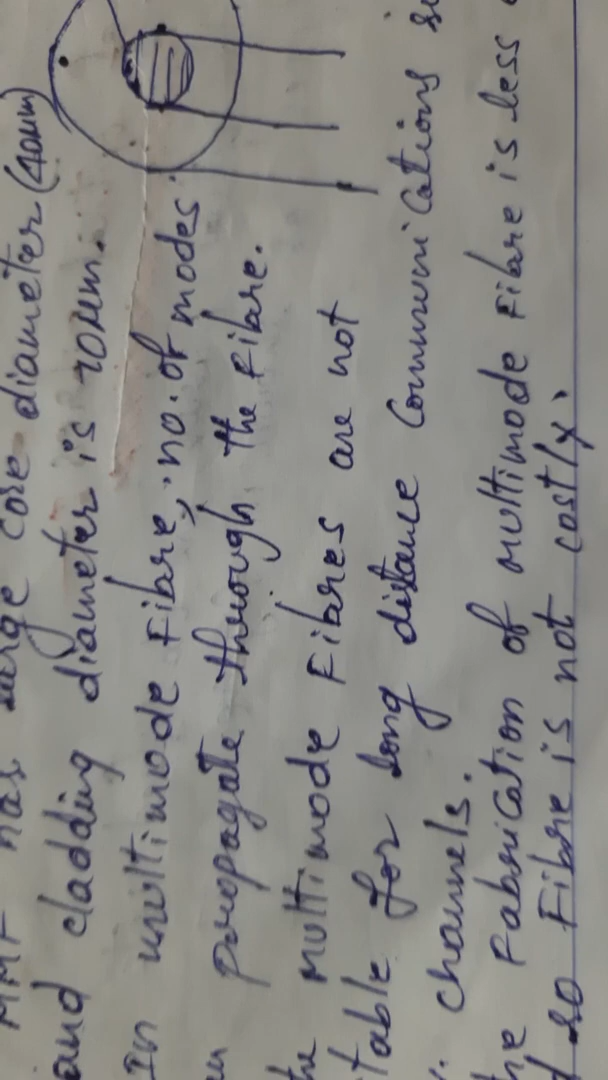 MMF has large core diameter (40μm)
and cladding diameter is 70μm.
In multimode Fibre, no. of modes
propagate through the Fibre.
multimode Fibres are not
table for long distance Communications
channels.
Fabrication of multimode Fibre is less
so Fibre is not costly.